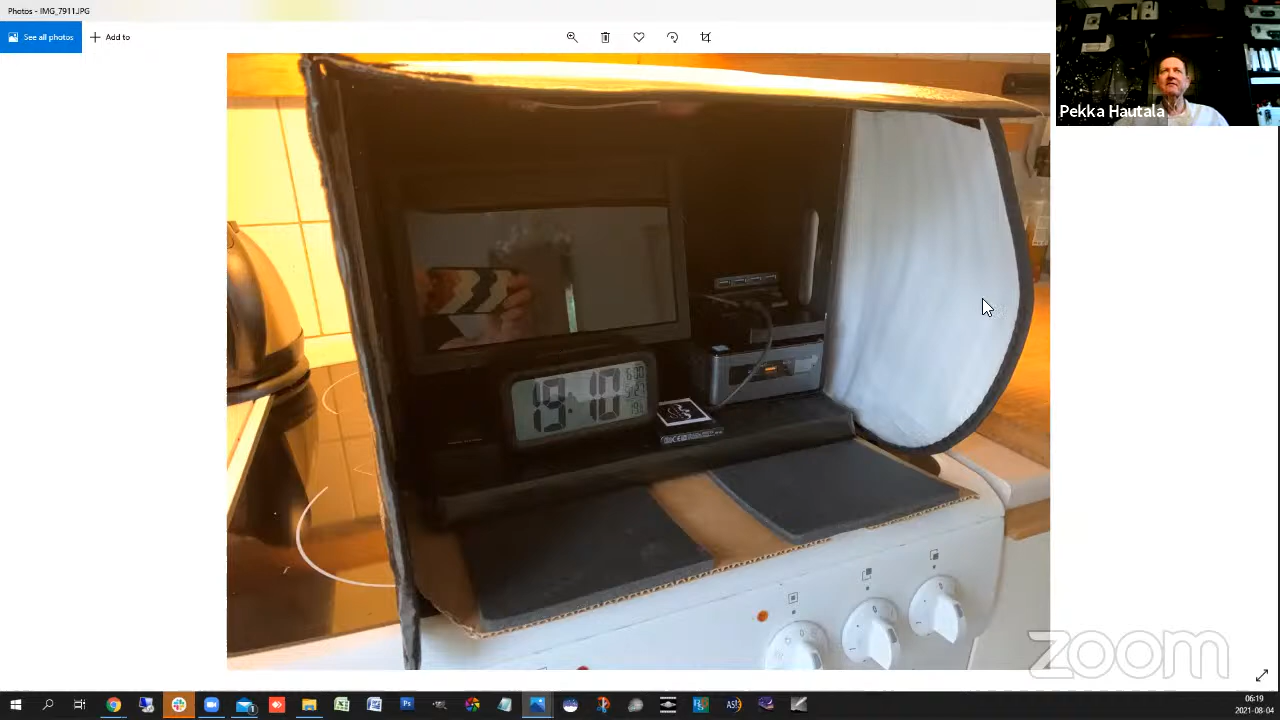 Photos - IMG_7911.JPG
See all photos
Add to
Pekka Hautala
19:10
zoom
06:19
2021-08-04